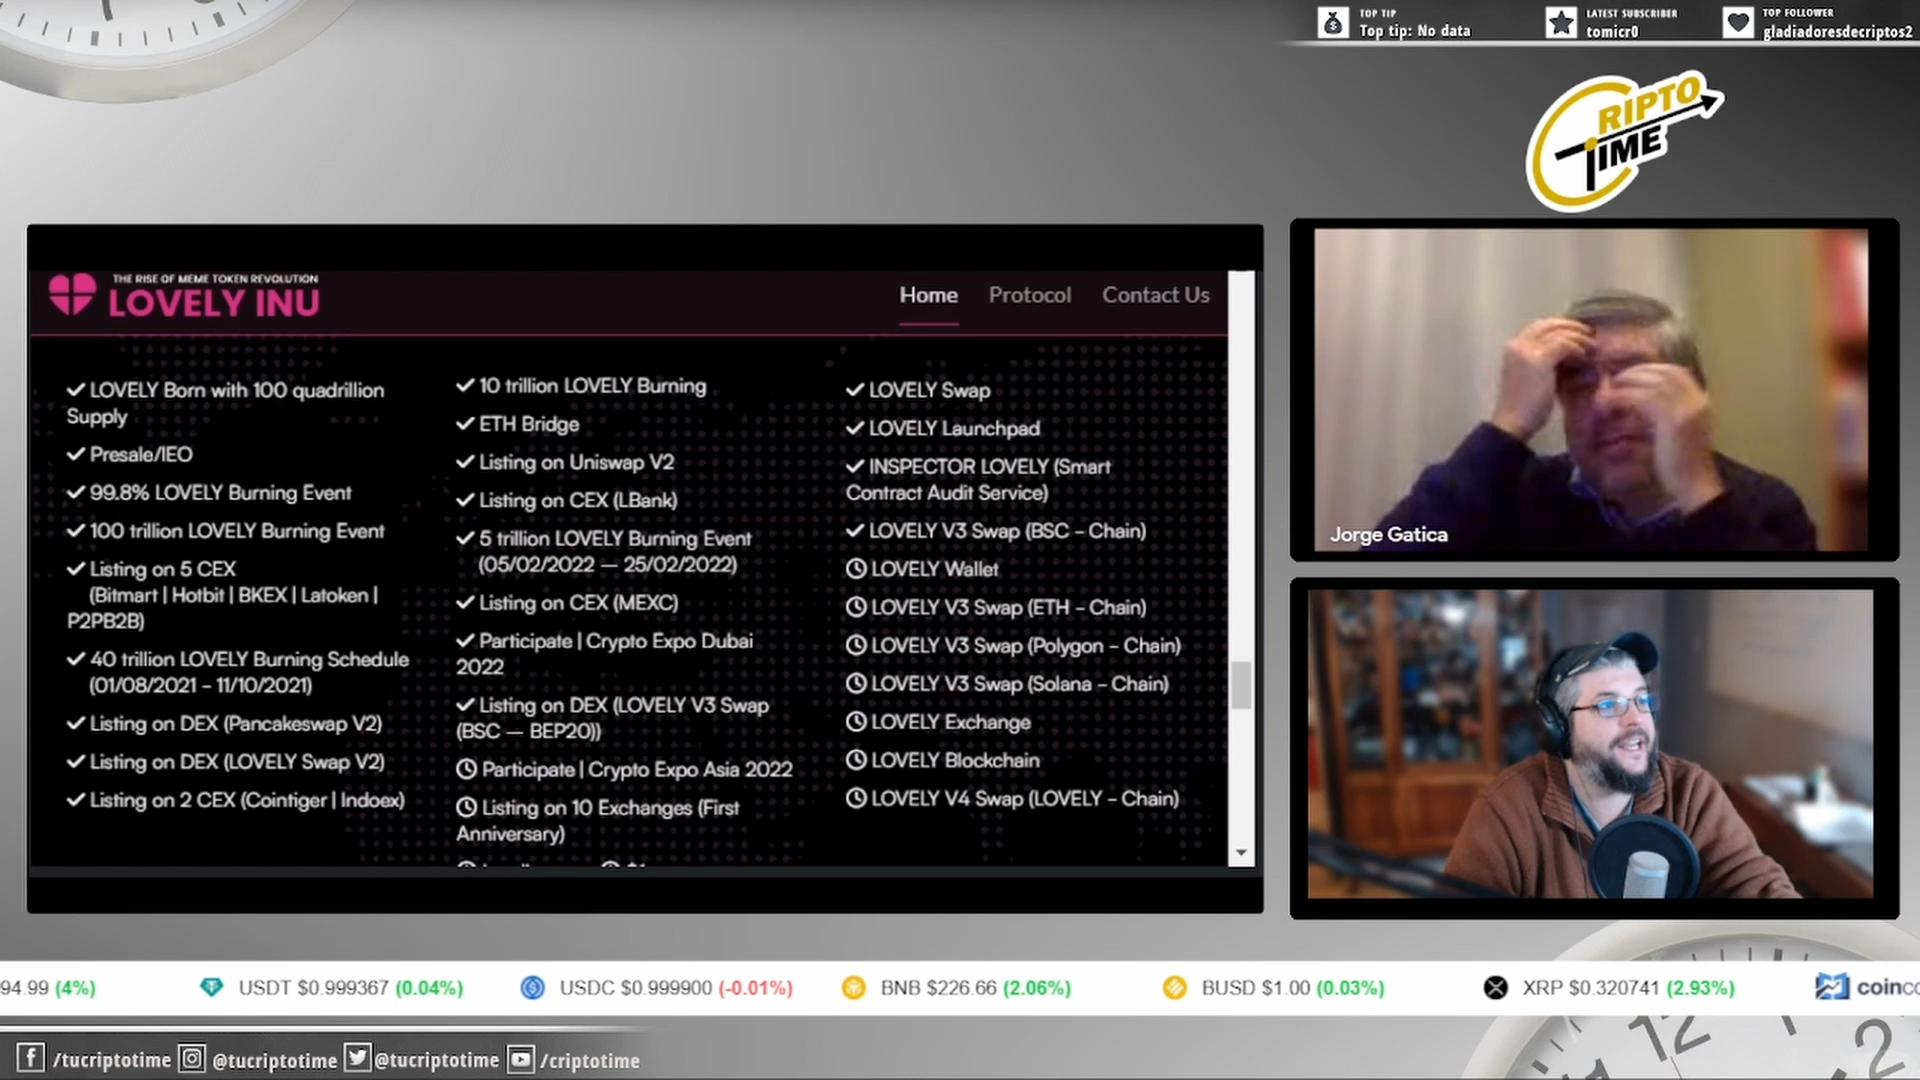 TOP TIP
Top tip: No data
LATEST SUBSCRIBER
tomicr0
TOP FOLLOWER
gladiadoresdecriptos2
CRIPTO
TIME
THE RISE OF MEME TOKEN REVOLUTION
LOVELY INU
Home
Protocol
Contact Us
LOVELY Born with 100 quadrillion
Supply
Presale/IEO
99.8% LOVELY Burning Event
100 trillion LOVELY Burning Event
Listing on 5 CEX
(Bitmart | Hotbit | BKEX | Latoken |
P2PB2B)
40 trillion LOVELY Burning Schedule
(01/08/2021 - 11/10/2021)
Listing on DEX (Pancakeswap V2)
Listing on DEX (LOVELY Swap V2)
Listing on 2 CEX (Cointiger | Indoex)
10 trillion LOVELY Burning
ETH Bridge
Listing on Uniswap V2
Listing on CEX (LBank)
5 trillion LOVELY Burning Event
(05/02/2022 — 25/02/2022)
Listing on CEX (MEXC)
Participate | Crypto Expo Dubai
2022
Listing on DEX (LOVELY V3 Swap
(BSC — BEP20))
Participate | Crypto Expo Asia 2022
Listing on 10 Exchanges (First
Anniversary)
LOVELY Swap
LOVELY Launchpad
INSPECTOR LOVELY (Smart
Contract Audit Service)
LOVELY V3 Swap (BSC – Chain)
LOVELY Wallet
LOVELY V3 Swap (ETH – Chain)
LOVELY V3 Swap (Polygon – Chain)
LOVELY V3 Swap (Solana – Chain)
LOVELY Exchange
LOVELY Blockchain
LOVELY V4 Swap (LOVELY – Chain)
Jorge Gatica
94.99 (4%)
USDT $0.999367 (0.04%)
USDC $0.999900 (-0.01%)
BNB $226.66 (2.06%)
BUSD $1.00 (0.03%)
XRP $0.320741 (2.93%)
coinco
/tucriptotime
@tucriptotime
@tucriptotime
/criptotime
12
1
2